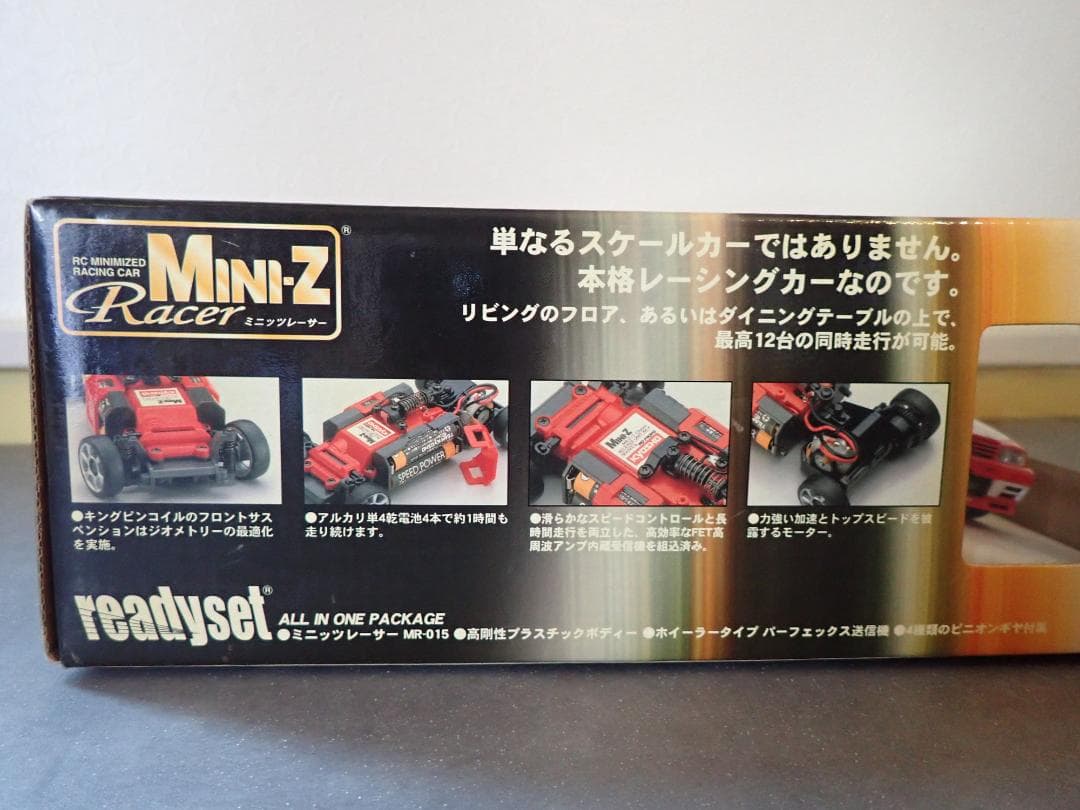 RC MINIMIZED
RACING CAR
MINI-Z
®
Racer
ミニッツレーサー
単なるスケールカーではありません。
本格レーシングカーなのです。
リビングのフロア、あるいはダイニングテーブルの上で、
最高12台の同時走行が可能。
MINI-Z
SPEED POWER
MINI-Z
●キングピンコイルのフロントサス
ペンションはジオメトリーの最適化
を実施。
●アルカリ単4乾電池4本で約1時間も
走り続けます。
●滑らかなスピードコントロールと長
時間走行を両立した、高効率なFET高
周波アンプ内蔵受信機を組込済み。
●力強い加速とトップスピードを披
露するモーター。
readyset®
ALL IN ONE PACKAGE
●ミニッツレーサー MR-015 ●高剛性プラスチックボディー ●ホイーラータイプ パーフェックス送信機 ●4種類のピニオンギヤ付属